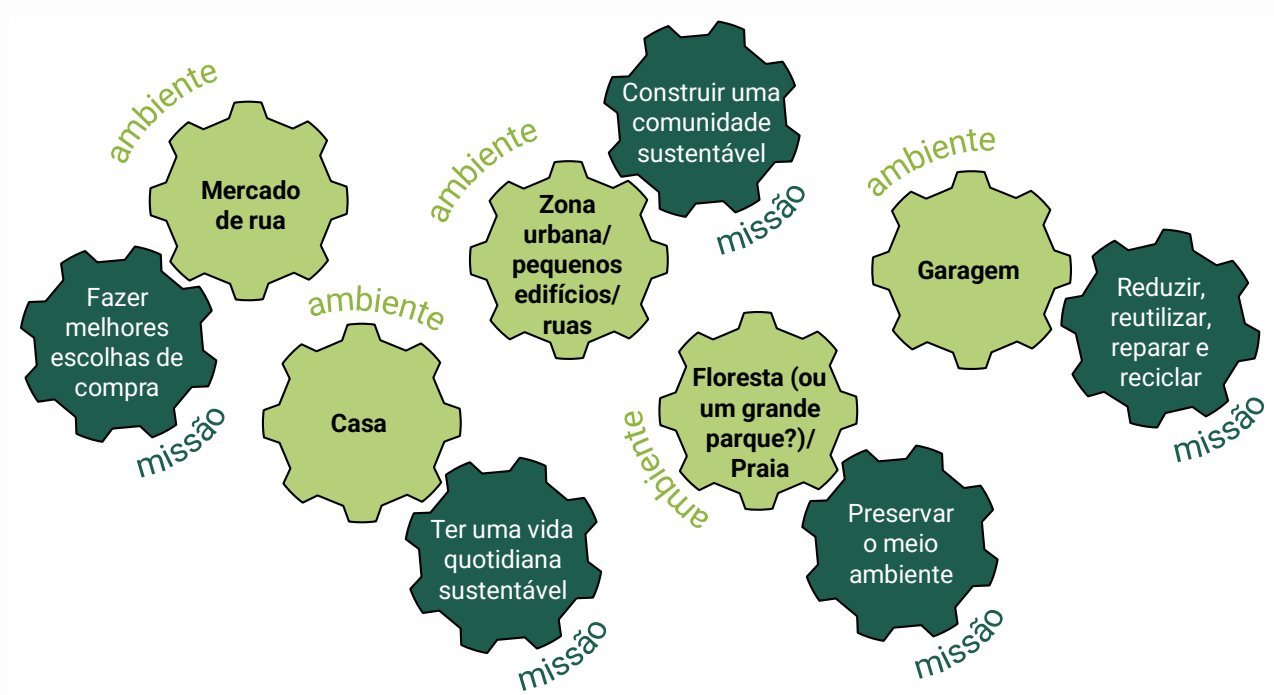 ambiente
Mercado
de rua
Fazer
melhores
escolhas de
compra
missão
ambiente
Casa
Ter uma vida
quotidiana
sustentável
missão
ambiente
Zona
urbana/
pequenos
edifícios/
ruas
Construir uma
comunidade
sustentável
missão
ambiente
Floresta (ou
um grande
parque?)/
Praia
Preservar
o meio
ambiente
missão
ambiente
Garagem
Reduzir,
reutilizar,
reparar e
reciclar
missão